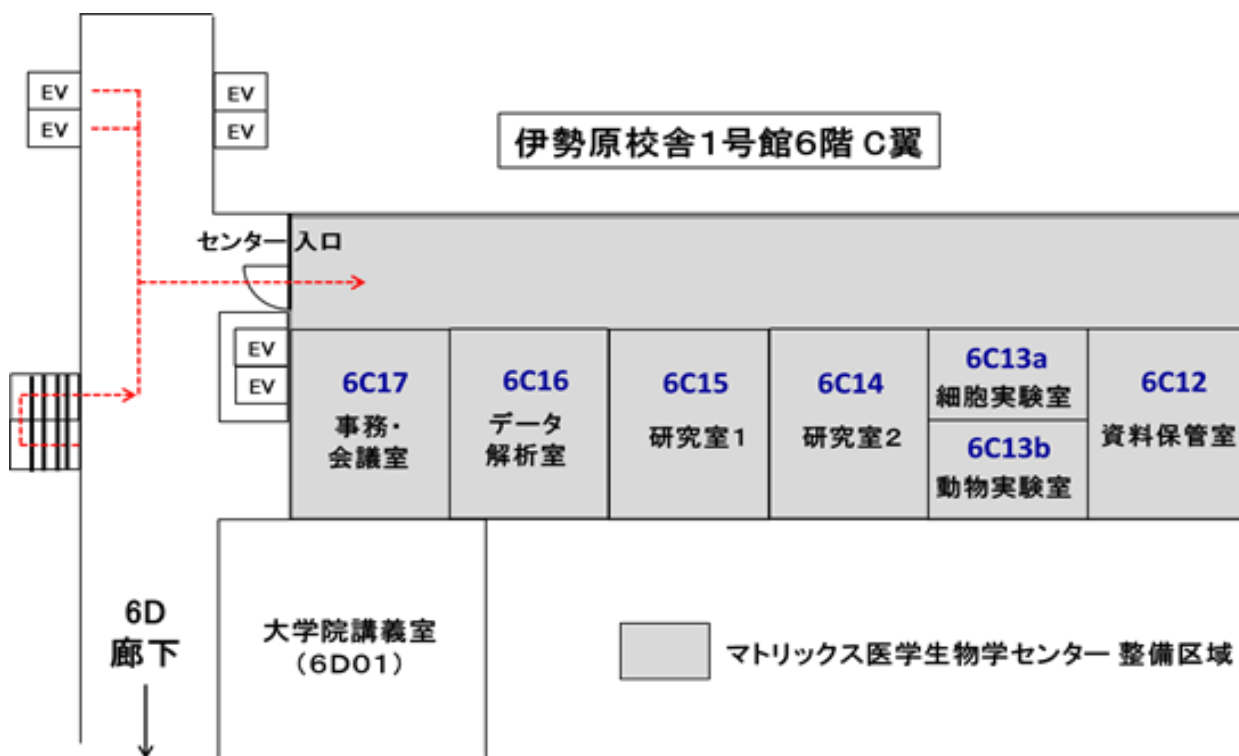 EV
EV
EV
EV
伊勢原校舎1号館6階 C翼
センター入口
EV
EV
6C17
事務・
会議室
6C16
データ
解析室
6C15
研究室1
6C14
研究室2
6C13a
細胞実験室
6C13b
動物実験室
6C12
資料保管室
6D
廊下
大学院講義室
(6D01)
マトリックス医学生物学センター 整備区域